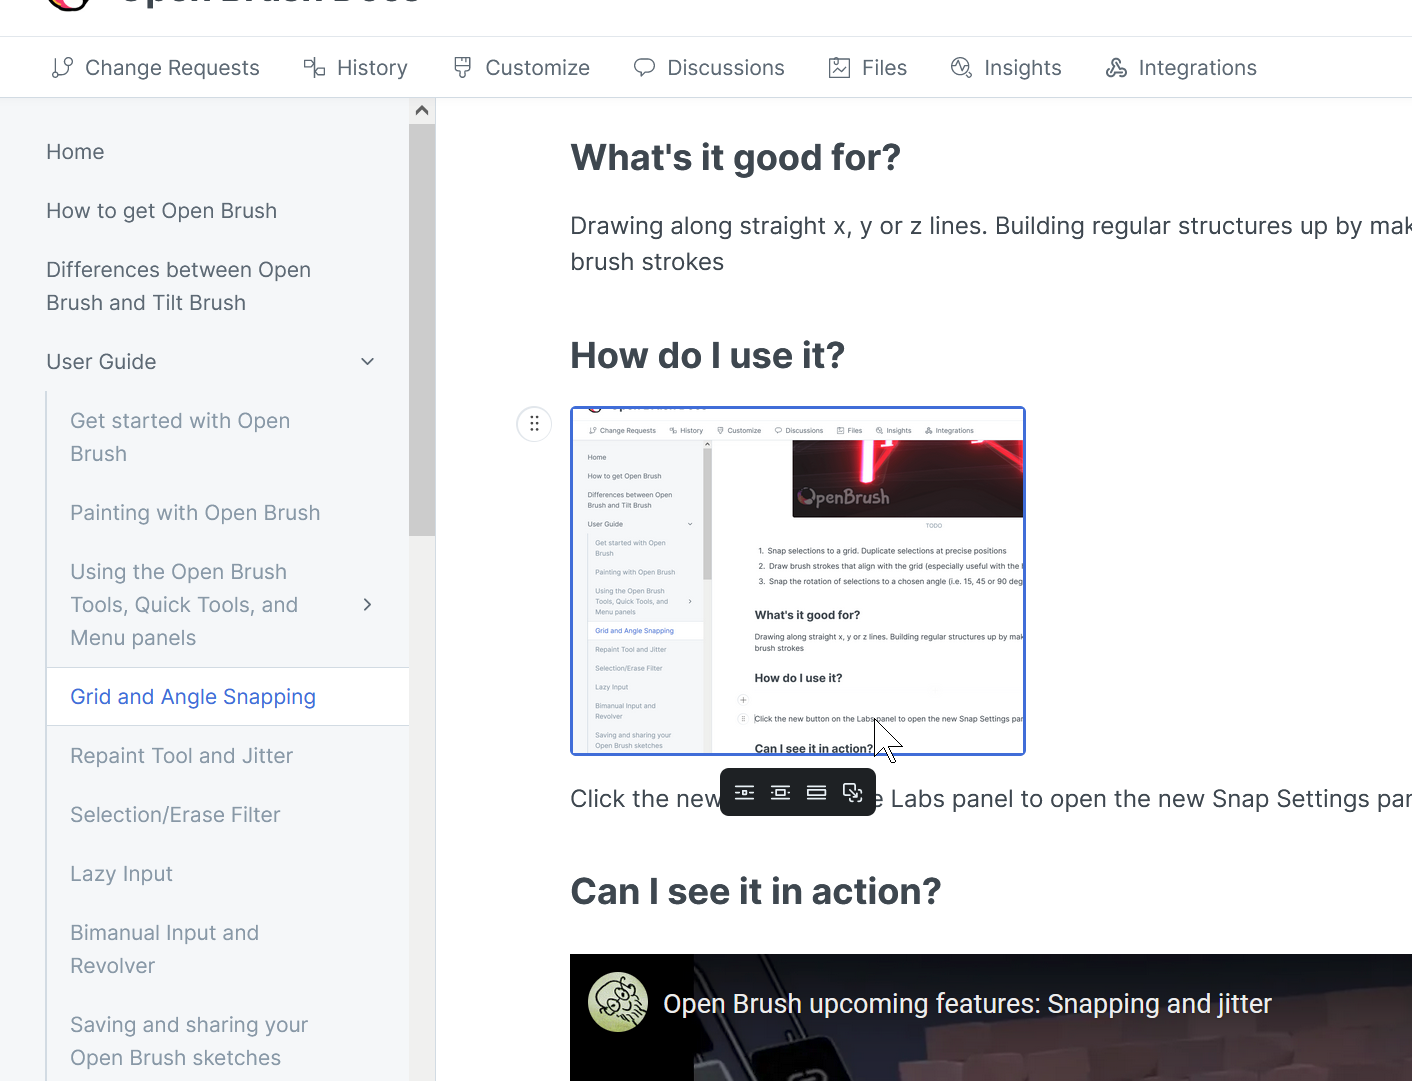 Open Brush Docs
Change Requests
History
Customize
Discussions
Files
Insights
Integrations
Home
How to get Open Brush
Differences between Open
Brush and Tilt Brush
User Guide
Get started with Open
Brush
Painting with Open Brush
Using the Open Brush
Tools, Quick Tools, and
Menu panels
Grid and Angle Snapping
Repaint Tool and Jitter
Selection/Erase Filter
Lazy Input
Bimanual Input and
Revolver
Saving and sharing your
Open Brush sketches
What's it good for?
Drawing along straight x, y or z lines. Building regular structures up by mak
brush strokes
How do I use it?
Change Requests
History
Customize
Discussions
Files
Insights
Integrations
Home
How to get Open Brush
Differences between Open
Brush and Tilt Brush
User Guide
Get started with Open
Brush
Painting with Open Brush
Using the Open Brush
Tools, Quick Tools, and
Menu panels
Grid and Angle Snapping
Repaint Tool and Jitter
Selection/Erase Filter
Lazy Input
Bimanual Input and
Revolver
Saving and sharing your
Open Brush sketches
OpenBrush
TODO
1. Snap selections to a grid. Duplicate selections at precise positions
2. Draw brush strokes that align with the grid (especially useful with the
3. Snap the rotation of selections to a chosen angle (i.e. 15, 45 or 90 deg
What's it good for?
Drawing along straight x, y or z lines. Building regular structures up by mak
brush strokes
How do I use it?
Click the new button on the Labs panel to open the new Snap Settings par
Can I see it in action?
Click the new Labs panel to open the new Snap Settings par
Can I see it in action?
Open Brush upcoming features: Snapping and jitter